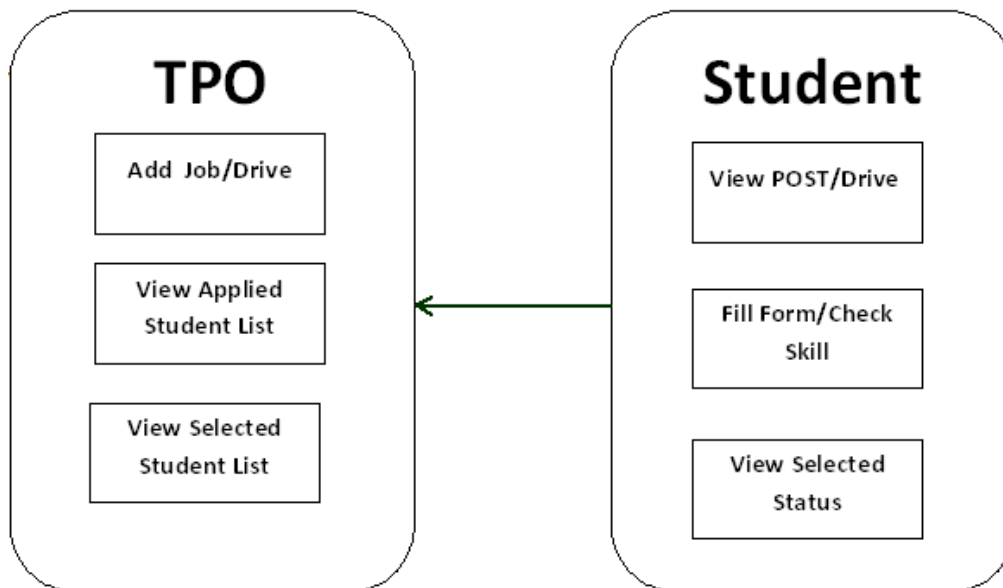 TPO
Add Job/Drive
View Applied
Student List
View Selected
Student List
Student
View POST/Drive
Fill Form/Check
Skill
View Selected
Status